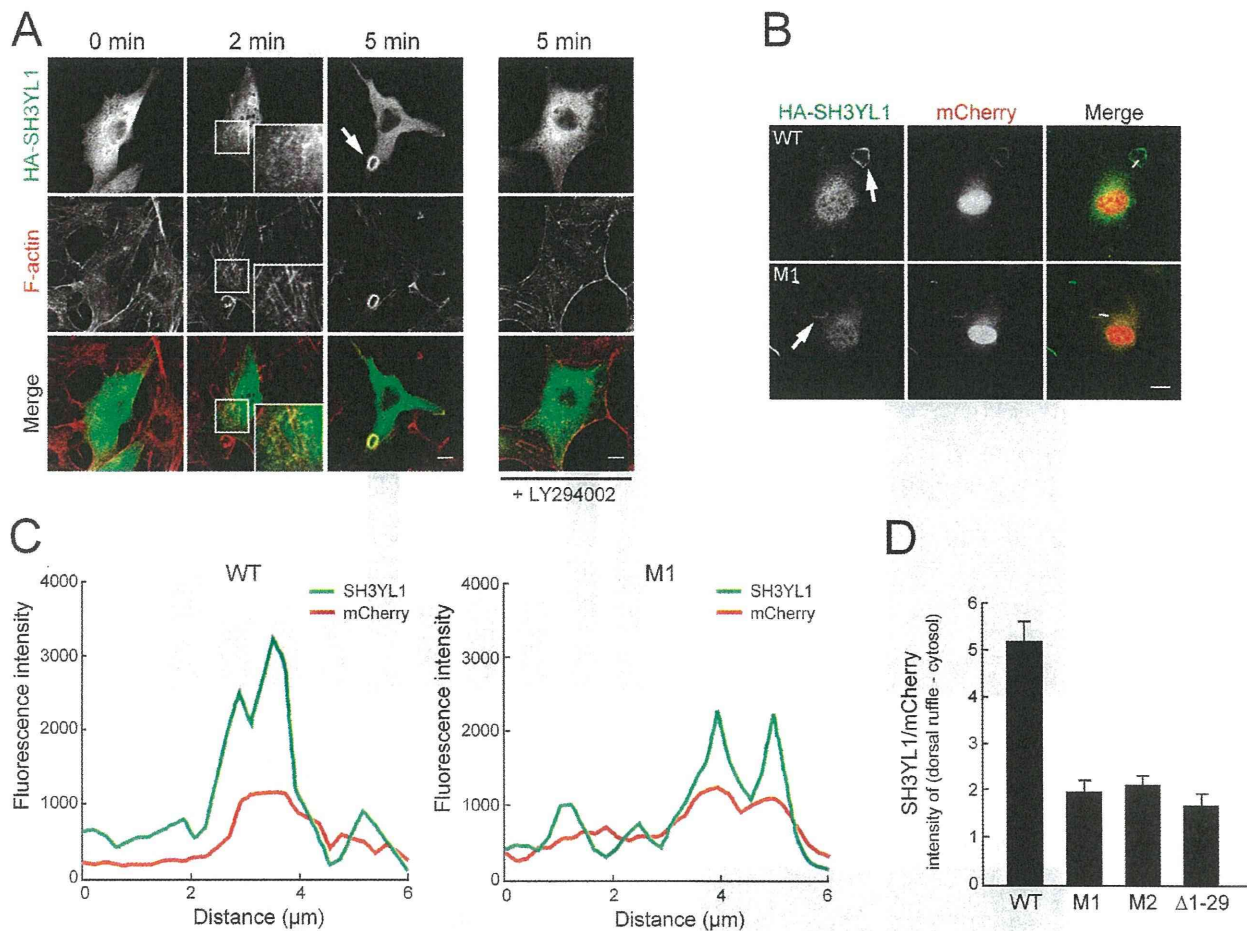 A
0 min
2 min
5 min
5 min
HA-SH3YL1
F-actin
Merge
+ LY294002
B
HA-SH3YL1
mCherry
Merge
WT
M1
C
WT
SH3YL1
mCherry
Fluorescence intensity
4000
3000
2000
1000
0
0
2
4
6
Distance (µm)
M1
SH3YL1
mCherry
Fluorescence intensity
4000
3000
2000
1000
0
0
2
4
6
Distance (µm)
D
SH3YL1/mCherry
intensity of (dorsal ruffle - cytosol)
6
5
4
3
2
1
0
WT
M1
M2
Δ1-29